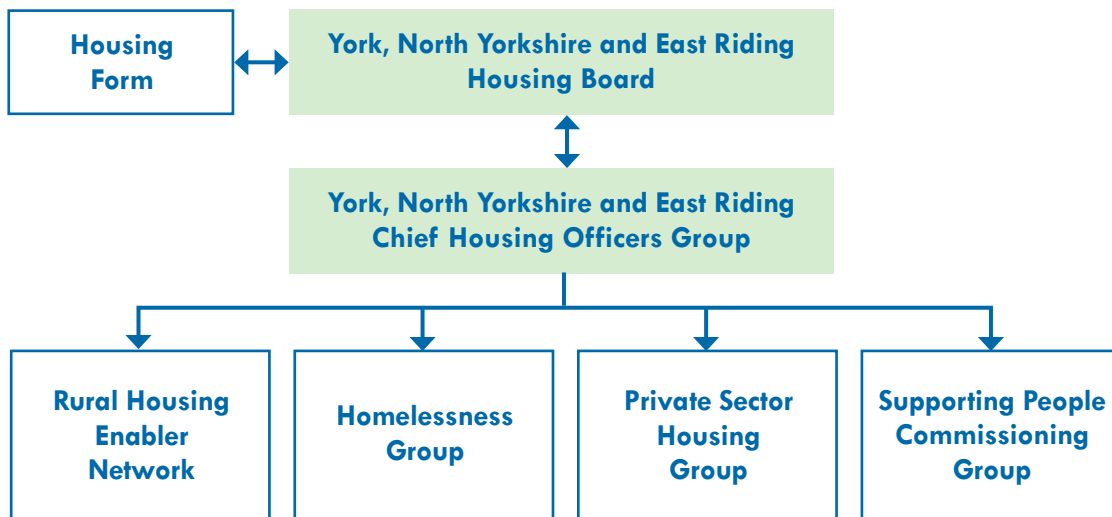 Housing
Form
York, North Yorkshire and East Riding
Housing Board
York, North Yorkshire and East Riding
Chief Housing Officers Group
Rural Housing
Enabler
Network
Homelessness
Group
Private Sector
Housing
Group
Supporting People
Commissioning
Group